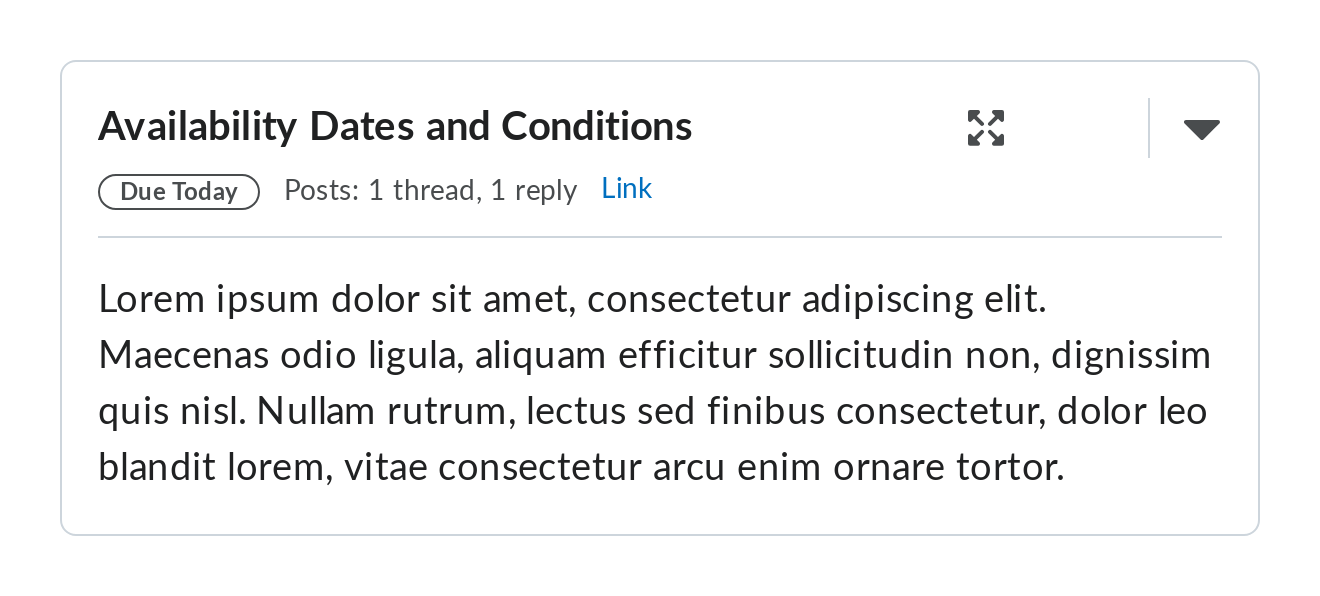 Availability Dates and Conditions
Due Today Posts: 1 thread, 1 reply Link
Lorem ipsum dolor sit amet, consectetur adipiscing elit.
Maecenas odio ligula, aliquam efficitur sollicitudin non, dignissim
quis nisl. Nullam rutrum, lectus sed finibus consectetur, dolor leo
blandit lorem, vitae consectetur arcu enim ornare tortor.